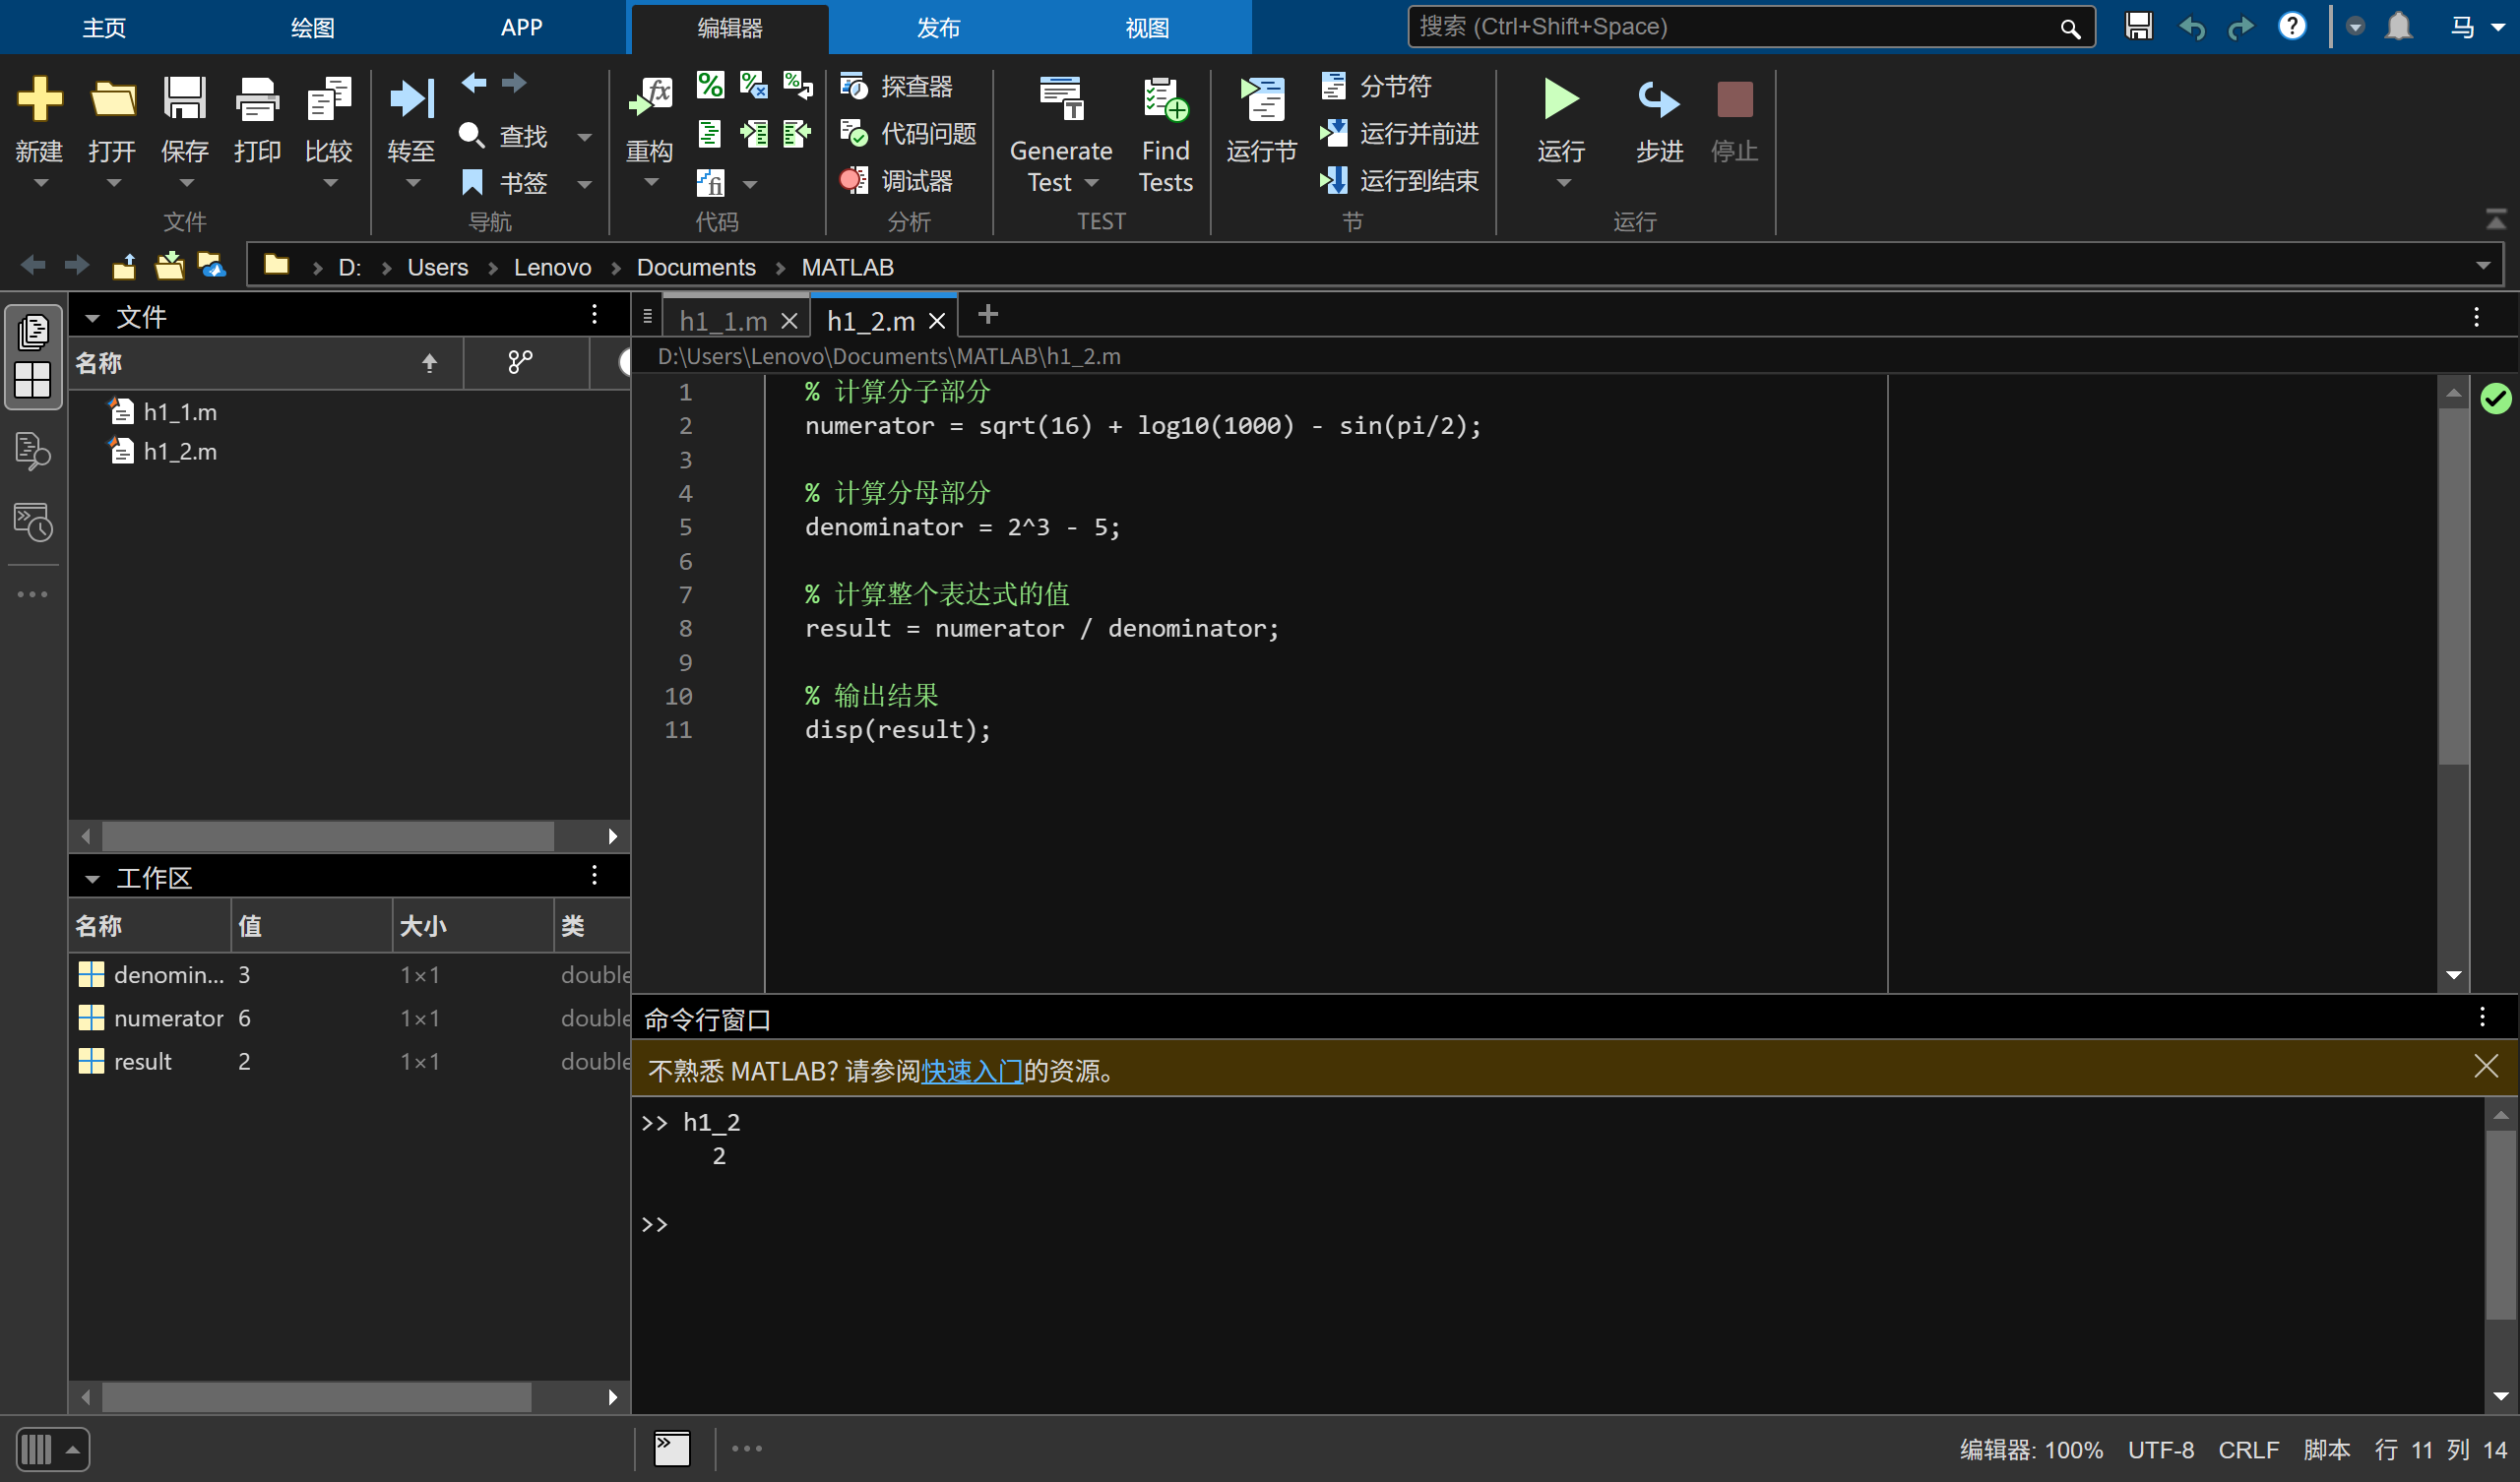 主页 绘图 APP 编辑器 发布 视图 搜索 (Ctrl+Shift+Space) 马
新建 打开 保存 打印 比较
文件
转至
查找
书签
导航
重构
代码
探查器
代码问题
调试器
分析
Generate Test
Find Tests
TEST
运行节
分节符
运行并前进
运行到结束
节
运行 步进 停止
运行
D: Users Lenovo Documents MATLAB
文件
名称
h1_1.m
h1_2.m
工作区
名称 值 大小 类
denomin... 3 1×1 double
numerator 6 1×1 double
result 2 1×1 double
h1_1.m h1_2.m
D:\Users\Lenovo\Documents\MATLAB\h1_2.m
1 % 计算分子部分
2 numerator = sqrt(16) + log10(1000) - sin(pi/2);
3
4 % 计算分母部分
5 denominator = 2^3 - 5;
6
7 % 计算整个表达式的值
8 result = numerator / denominator;
9
10 % 输出结果
11 disp(result);
命令行窗口
不熟悉 MATLAB? 请参阅快速入门的资源。
>> h1_2
2
>>
编辑器: 100% UTF-8 CRLF 脚本 行 11 列 14